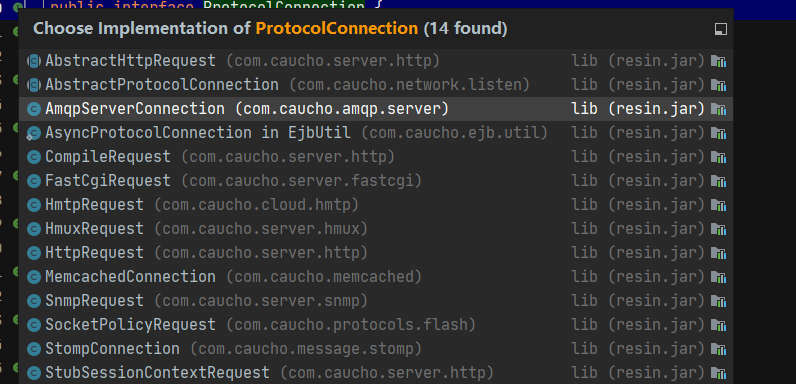 public interface ProtocolConnection {
Choose Implementation of ProtocolConnection (14 found)
AbstractHttpRequest (com.caucho.server.http) lib (resin.jar)
AbstractProtocolConnection (com.caucho.network.listen) lib (resin.jar)
AmqpServerConnection (com.caucho.amqp.server) lib (resin.jar)
AsyncProtocolConnection in EjbUtil (com.caucho.ejb.util) lib (resin.jar)
CompileRequest (com.caucho.server.http) lib (resin.jar)
FastCgiRequest (com.caucho.server.fastcgi) lib (resin.jar)
HmtpRequest (com.caucho.cloud.hmtp) lib (resin.jar)
HmuxRequest (com.caucho.server.hmux) lib (resin.jar)
HttpRequest (com.caucho.server.http) lib (resin.jar)
MemcachedConnection (com.caucho.memcached) lib (resin.jar)
SnmpRequest (com.caucho.server.snmp) lib (resin.jar)
SocketPolicyRequest (com.caucho.protocols.flash) lib (resin.jar)
StompConnection (com.caucho.message.stomp) lib (resin.jar)
StubSessionContextRequest (com.caucho.server.http) lib (resin.jar)